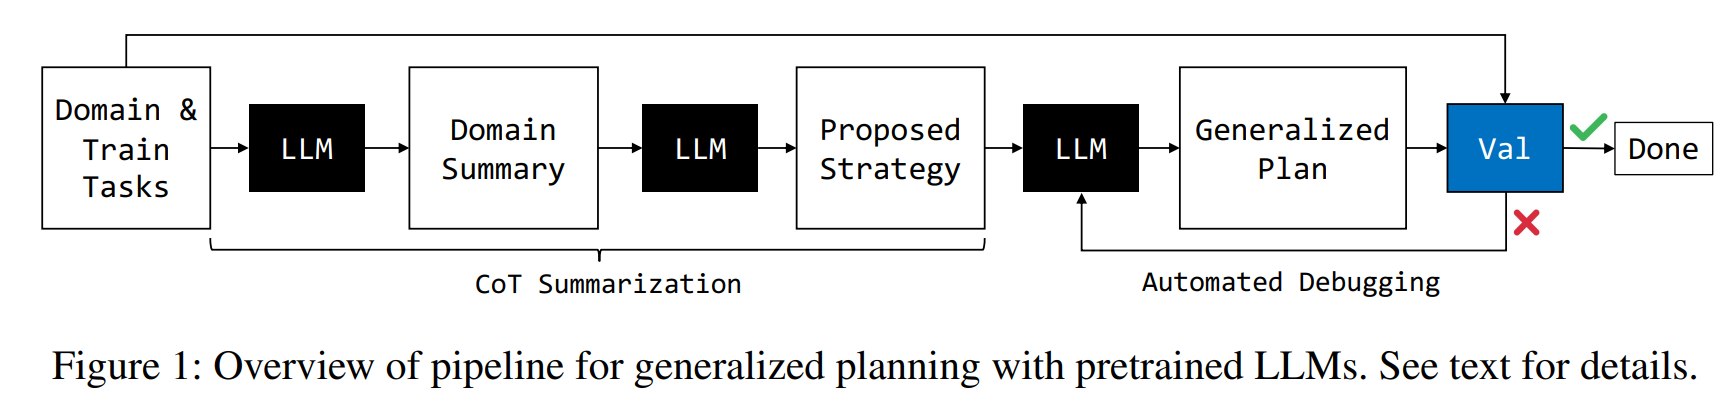 Domain &
Train
Tasks
LLM
Domain
Summary
LLM
Proposed
Strategy
LLM
Generalized
Plan
Val
Done
CoT Summarization
Automated Debugging
Figure 1: Overview of pipeline for generalized planning with pretrained LLMs. See text for details.